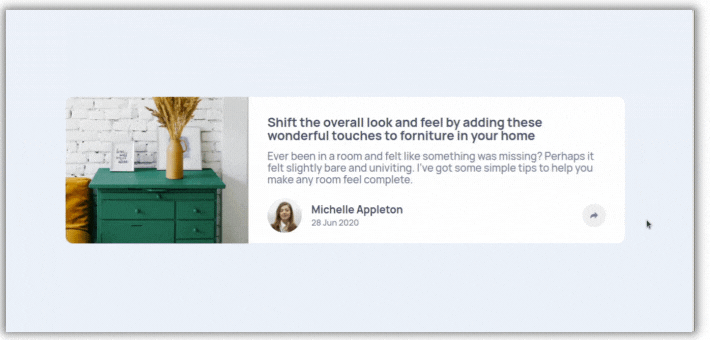 Shift the overall look and feel by adding these
wonderful touches to forniture in your home
Ever been in a room and felt like something was missing? Perhaps it
felt slightly bare and univiting. I've got some simple tips to help you
make any room feel complete.
Michelle Appleton
28 Jun 2020